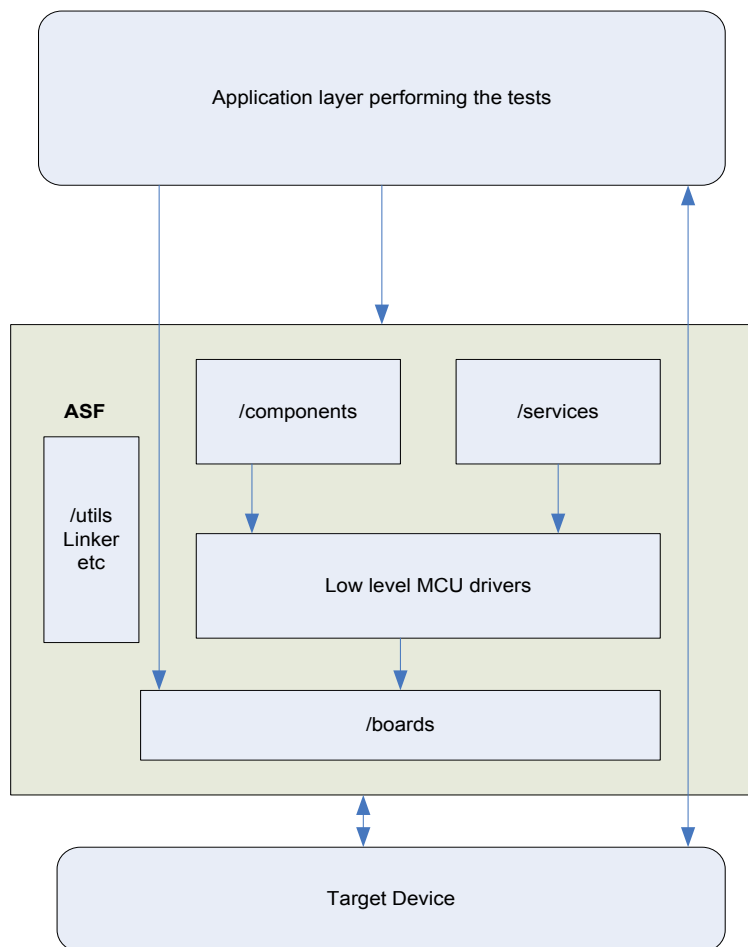 Application layer performing the tests
ASF
/components
/services
/utils
Linker
etc
Low level MCU drivers
/boards
Target Device